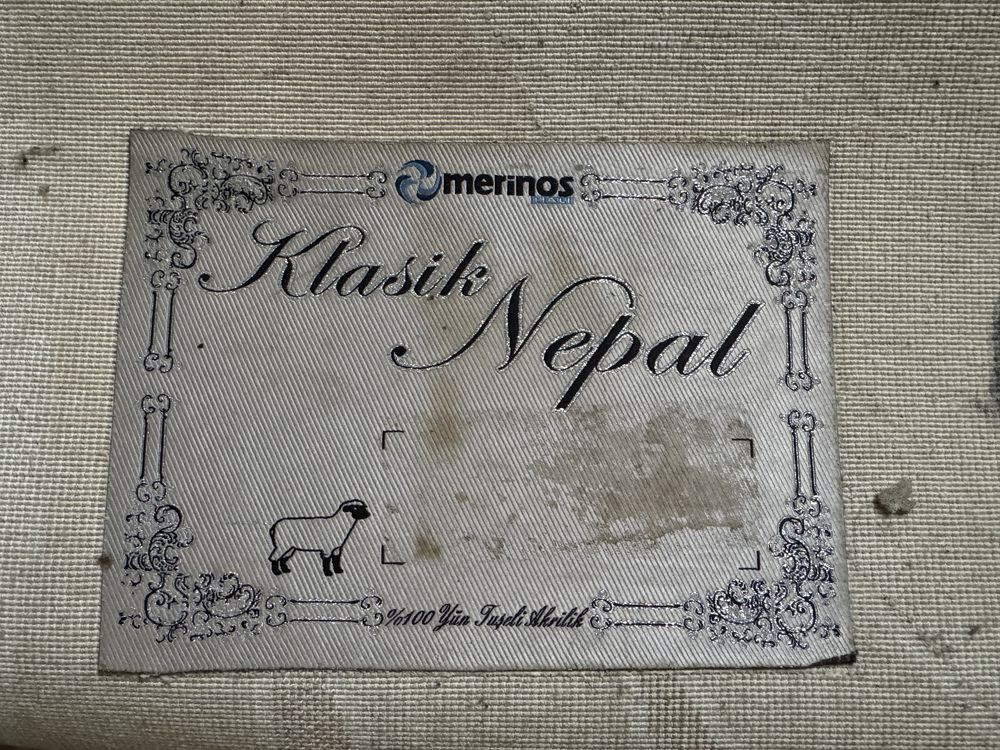 merinos
Klasik
Nepal
%100 Yün Tuşeli Akrilik